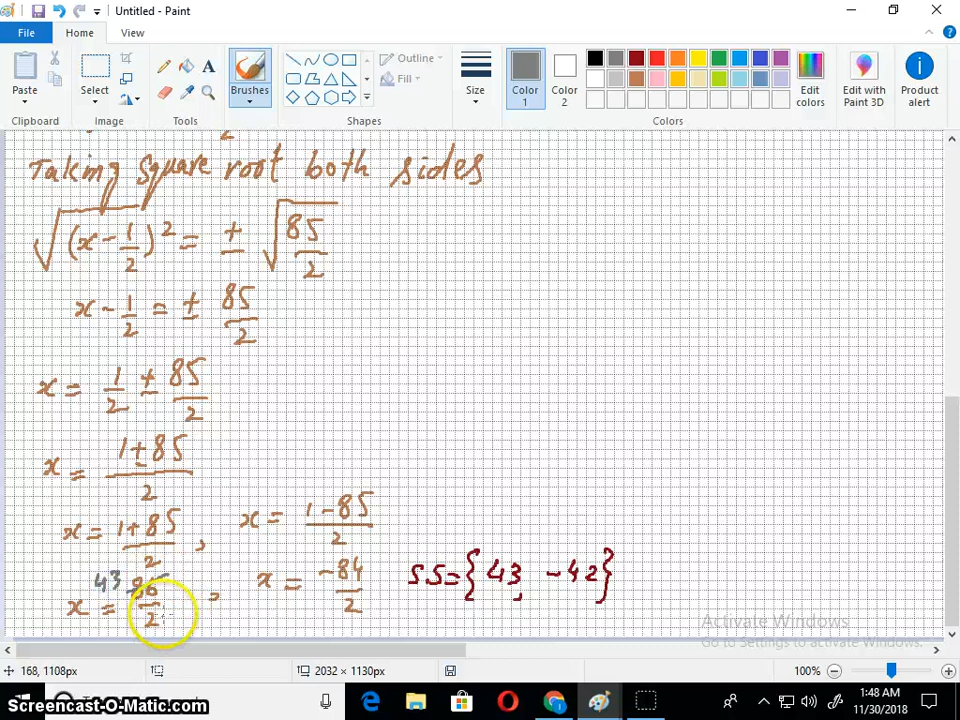 Untitled - Paint
File Home View
Paste Select Brushes Size Color 1 Color 2 Edit colors Edit with Paint 3D Product alert
Outline
Fill
Clipboard Image Tools Shapes Colors
Taking Square root both sides
√(x - 1/2)² = ± √85/2
x - 1/2 = ± 85/2
x = 1/2 ± 85/2
x = 1±85/2
x = 1+85/2 , x = 1-85/2
43
x = 86/2 , x = -84/2 SS={43, -42}
Activate Windows
Go to Settings to activate Windows.
168, 1108px 2032 × 1130px 100%
Screencast-O-Matic.com
1:48 AM
11/30/2018